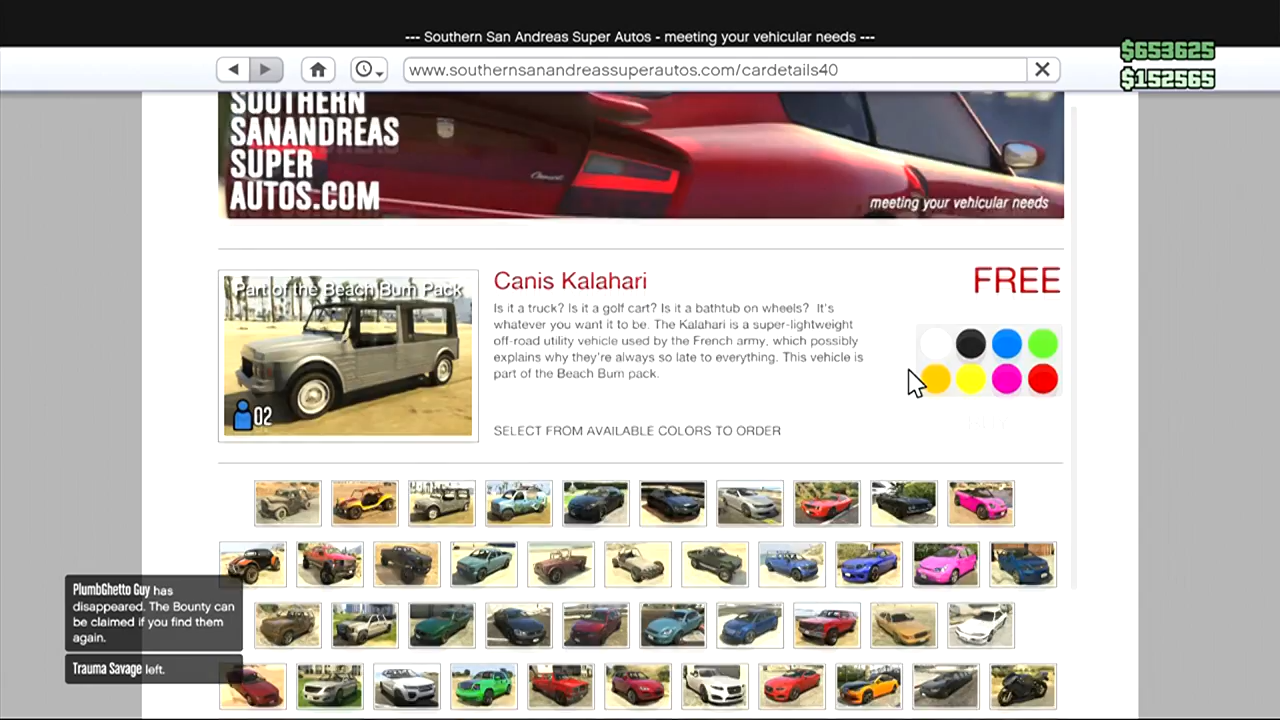 --- Southern San Andreas Super Autos - meeting your vehicular needs ---
$653625
www.southernsanandreassuperautos.com/cardetails40
$152565
SOUTHERN
SANANDREAS
SUPER
AUTOS.COM
meeting your vehicular needs
Part of the Beach Bum Pack
02
Canis Kalahari
FREE
Is it a truck? Is it a golf cart? Is it a bathtub on wheels? It's
whatever you want it to be. The Kalahari is a super-lightweight
off-road utility vehicle used by the French army, which possibly
explains why they're always so late to everything. This vehicle is
part of the Beach Bum pack.
SELECT FROM AVAILABLE COLORS TO ORDER
PlumbGhetto Guy has
disappeared. The Bounty can
be claimed if you find them
again.
Trauma Savage left.